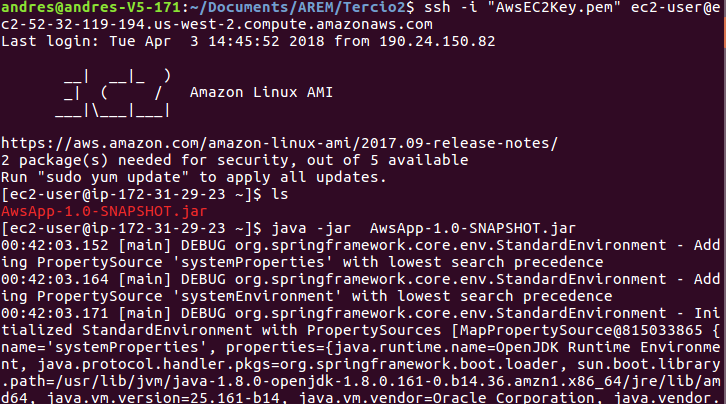 andres@andres-V5-171:~/Documents/AREM/Tercio2$ ssh -i "AwsEC2Key.pem" ec2-user@e
c2-52-32-119-194.us-west-2.compute.amazonaws.com
Last login: Tue Apr  3 14:45:52 2018 from 190.24.150.82

       __|  __|_  )
       _|  (     /   Amazon Linux AMI
      ___|\___|___|

https://aws.amazon.com/amazon-linux-ami/2017.09-release-notes/
2 package(s) needed for security, out of 5 available
Run "sudo yum update" to apply all updates.
[ec2-user@ip-172-31-29-23 ~]$ ls
AwsApp-1.0-SNAPSHOT.jar
[ec2-user@ip-172-31-29-23 ~]$ java -jar  AwsApp-1.0-SNAPSHOT.jar
00:42:03.152 [main] DEBUG org.springframework.core.env.StandardEnvironment - Add
ing PropertySource 'systemProperties' with lowest search precedence
00:42:03.164 [main] DEBUG org.springframework.core.env.StandardEnvironment - Add
ing PropertySource 'systemEnvironment' with lowest search precedence
00:42:03.171 [main] DEBUG org.springframework.core.env.StandardEnvironment - Ini
tialized StandardEnvironment with PropertySources [MapPropertySource@815033865 {
name='systemProperties', properties={java.runtime.name=OpenJDK Runtime Environme
nt, java.protocol.handler.pkgs=org.springframework.boot.loader, sun.boot.library
.path=/usr/lib/jvm/java-1.8.0-openjdk-1.8.0.161-0.b14.36.amzn1.x86_64/jre/lib/am
d64, java.vm.version=25.161-b14, java.vm.vendor=Oracle Corporation, java.vendor.